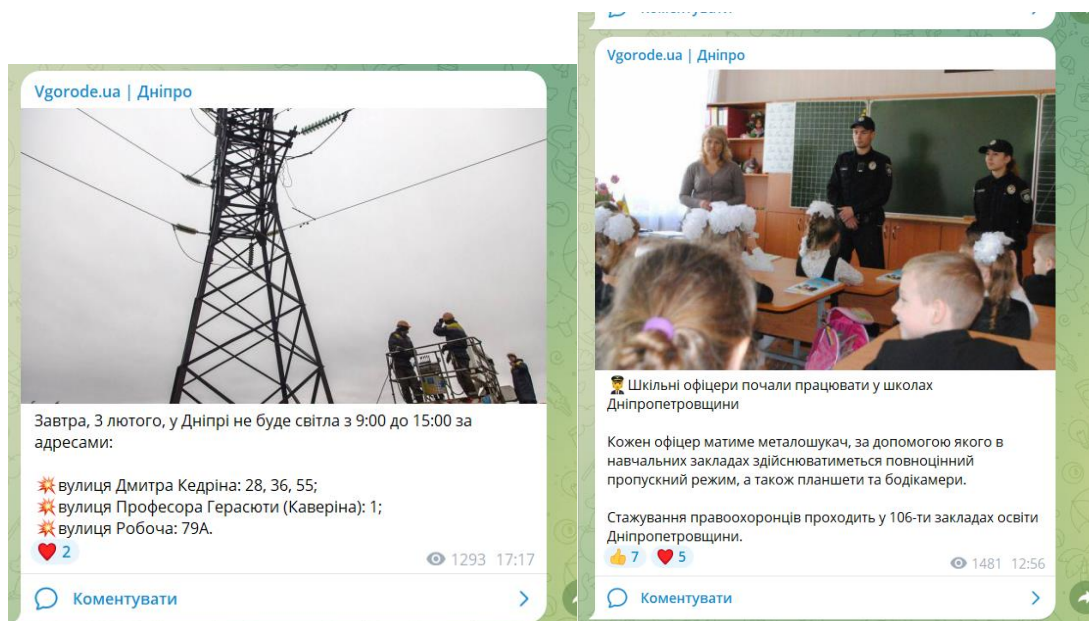 Vgorode.ua | Дніпро
Завтра, 3 лютого, у Дніпрі не буде світла з 9:00 до 15:00 за
адресами:
💥вулиця Дмитра Кедріна: 28, 36, 55;
💥вулиця Професора Герасюти (Каверіна): 1;
💥вулиця Робоча: 79А.
❤️ 2
1293 17:17
Коментувати
Vgorode.ua | Дніпро
Шкільні офіцери почали працювати у школах
Дніпропетровщини
Кожен офіцер матиме металошукач, за допомогою якого в
навчальних закладах здійснюватиметься повноцінний
пропускний режим, а також планшети та бодікамери.
Стажування правоохоронців проходить у 106-ти закладах освіти
Дніпропетровщини.
👍 7 ❤️ 5
1481 12:56
Коментувати